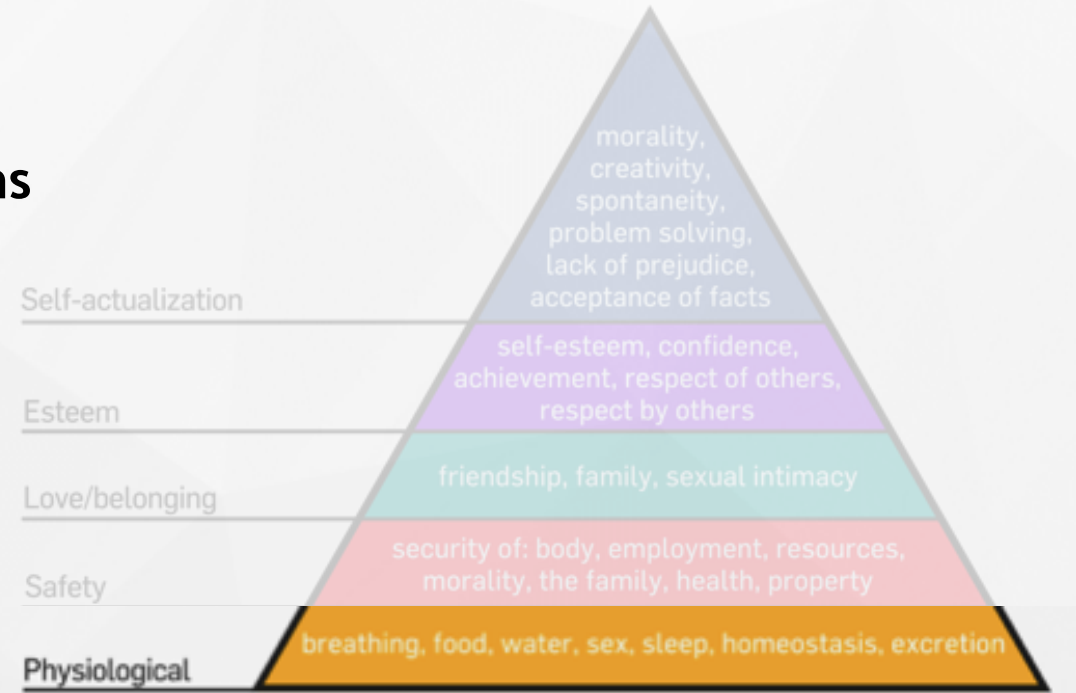 ns
morality,
creativity,
spontaneity,
problem solving,
lack of prejudice,
acceptance of facts
Self-actualization
self-esteem, confidence,
achievement, respect of others,
respect by others
Esteem
friendship, family, sexual intimacy
Love/belonging
security of: body, employment, resources,
morality, the family, health, property
Safety
breathing, food, water, sex, sleep, homeostasis, excretion
Physiological